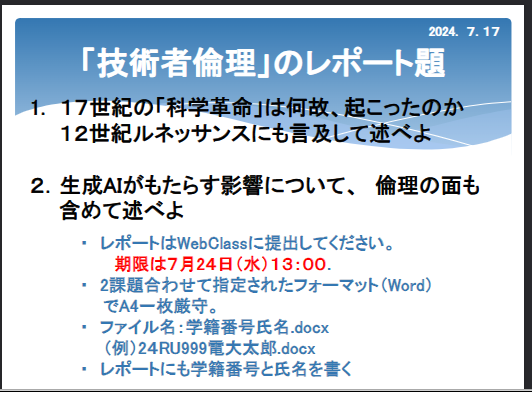 2024. 7.17
「技術者倫理」のレポート題
1. 17世紀の「科学革命」は何故、起こったのか
12世紀ルネッサンスにも言及して述べよ
2. 生成AIがもたらす影響について、 倫理の面も
含めて述べよ
・ レポートはWebClassに提出してください。
期限は7月24日(水)13:00.
・ 2課題合わせて指定されたフォーマット(Word)
でA4一枚厳守。
・ ファイル名:学籍番号氏名.docx
(例)24RU999電大太郎.docx
・ レポートにも学籍番号と氏名を書く